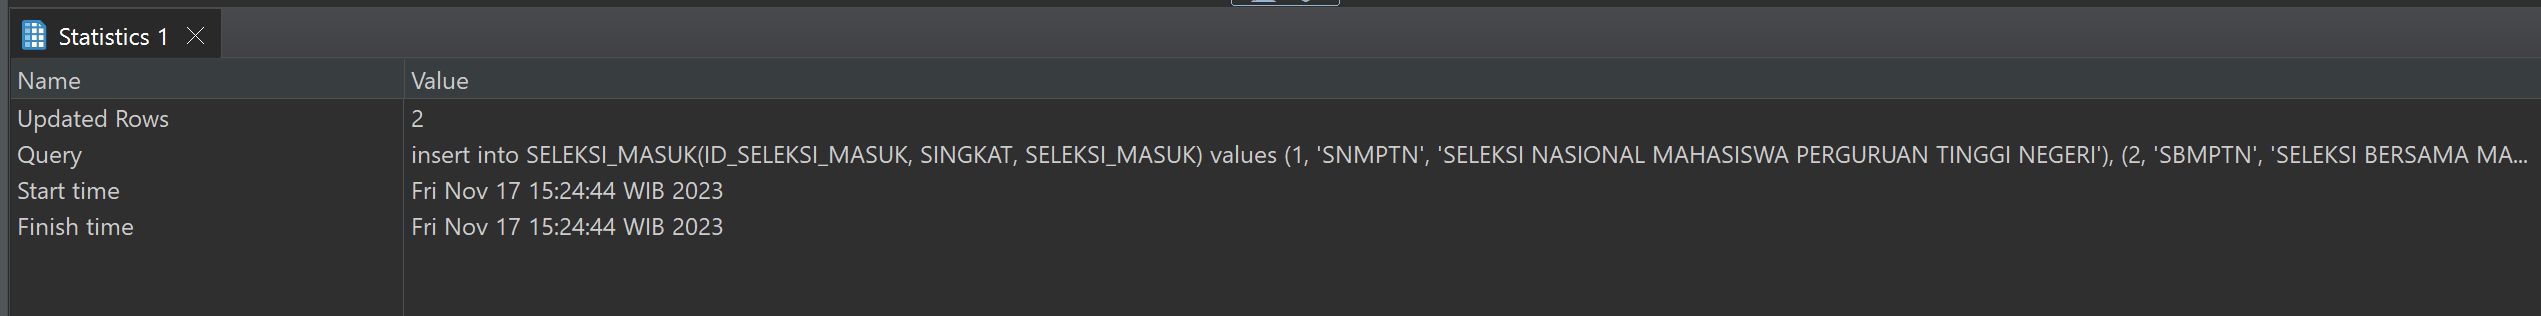 Statistics 1
Name Value
Updated Rows 2
Query insert into SELEKSI_MASUK(ID_SELEKSI_MASUK, SINGKAT, SELEKSI_MASUK) values (1, 'SNMPTN', 'SELEKSI NASIONAL MAHASISWA PERGURUAN TINGGI NEGERI'), (2, 'SBMPTN', 'SELEKSI BERSAMA MA...
Start time Fri Nov 17 15:24:44 WIB 2023
Finish time Fri Nov 17 15:24:44 WIB 2023